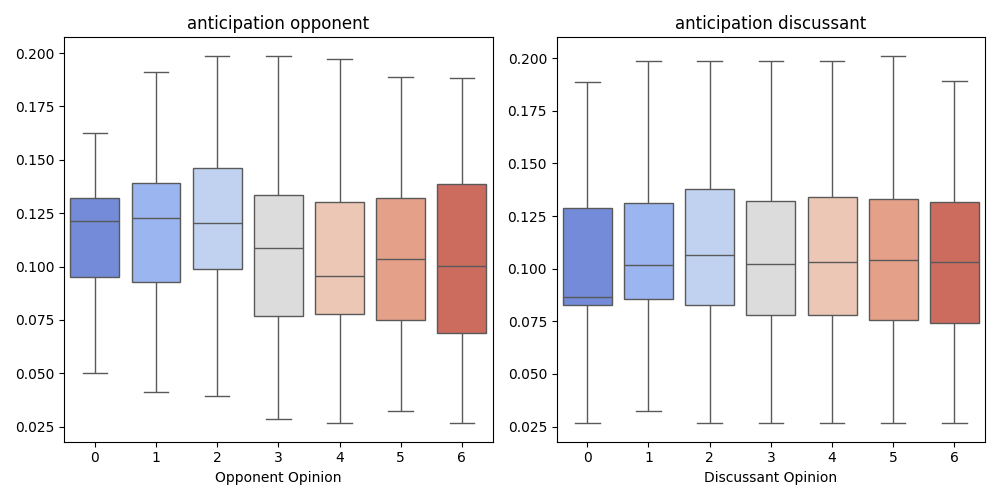 anticipation opponent
0.200
0.175
0.150
0.125
0.100
0.075
0.050
0.025
0 1 2 3 4 5 6
Opponent Opinion
anticipation discussant
0.200
0.175
0.150
0.125
0.100
0.075
0.050
0.025
0 1 2 3 4 5 6
Discussant Opinion